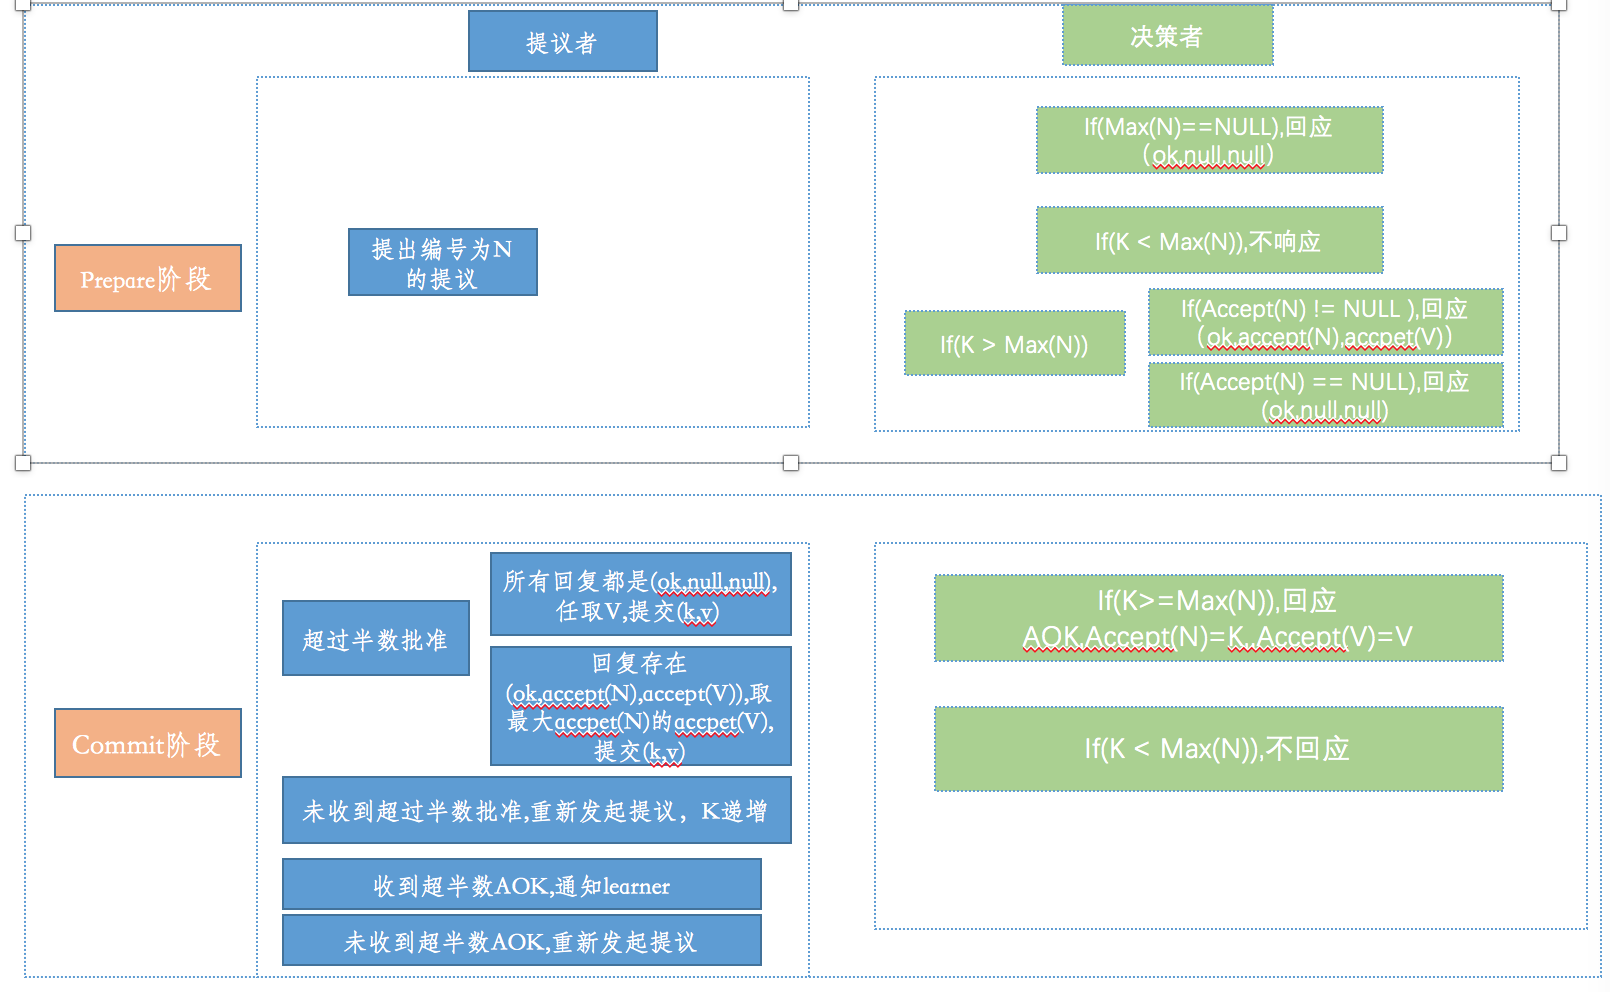 提议者
决策者
If(Max(N)==NULL),回应
（ok,null,null）
If(K < Max(N)),不响应
Prepare阶段
提出编号为N
的提议
If(K > Max(N))
If(Accept(N) != NULL ),回应
（ok,accept(N),accpet(V)）
If(Accept(N) == NULL),回应
(ok,null,null)
超过半数批准
所有回复都是(ok,null,null),
任取V,提交(k,v)
回复存在
(ok,accept(N),accept(V)),取
最大accpet(N)的accpet(V),
提交(k,v)
Commit阶段
未收到超过半数批准,重新发起提议，K递增
收到超半数AOK,通知learner
未收到超半数AOK,重新发起提议
If(K>=Max(N)),回应
AOK,Accept(N)=K,,Accept(V)=V
If(K < Max(N)),不回应